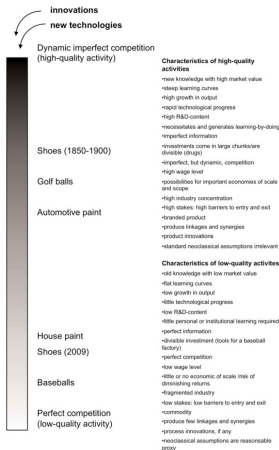 innovations
new technologies
Dynamic imperfect competition
(high-quality activity)
Shoes (1850-1900)
Golf balls
Automotive paint
House paint
Shoes (2009)
Baseballs
Perfect competition
(low-quality activity)
Characteristics of high-quality
activities
•new knowledge with high market value
•steep learning curves
•high growth in output
•rapid technological progress
•high R&D-content
•necessitates and generates learning-by-doing
•imperfect information
•investments come in large chunks/are
divisible (drugs)
•imperfect, but dynamic, competition
•high wage level
•possibilities for important economies of scale
and scope
•high industry concentration
•high stakes: high barriers to entry and exit
•branded product
•produce linkages and synergies
•product innovations
•standard neoclassical assumptions irrelevant
Characteristics of low-quality activites
•old knowledge with low market value
•flat learning curves
•low growth in output
•little technological progress
•low R&D-content
•little personal or institutional learning required
•perfect information
•divisible investment (tools for a baseball
factory)
•perfect competition
•low wage level
•little or no economic of scale /risk of
diminishing returns
•fragmented industry
•low stakes: low barriers to entry and exit
•commodity
•produce few linkages and synergies
•process innovations, if any
•neoclassical assumptions are reasonsable
proxy